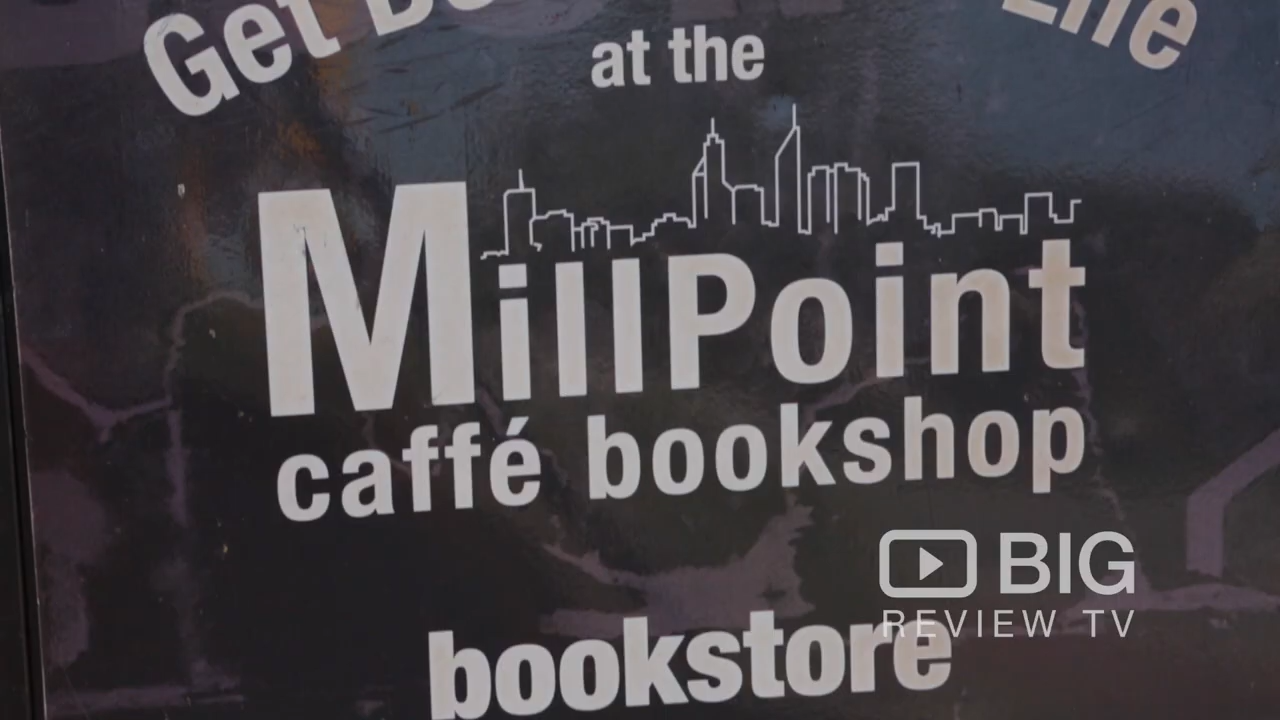 Get
at the
MillPoint
caffé bookshop
BIG
REVIEW TV
bookstore